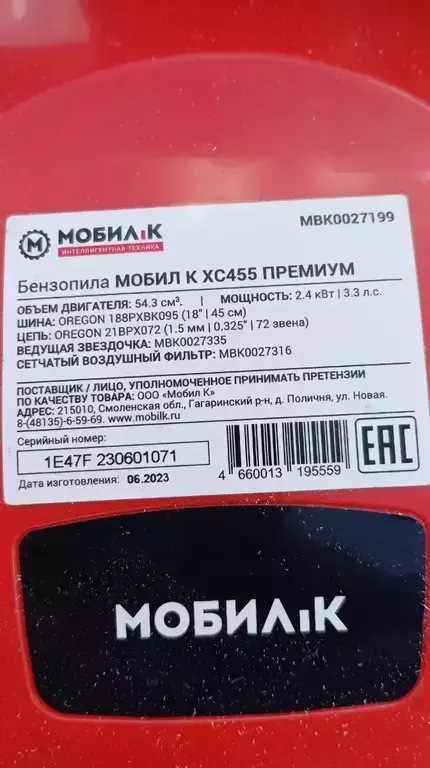 MBK0027199
МОБИЛ К
ИНТЕЛЛИГЕНТНАЯ ТЕХНИКА
Бензопила МОБИЛ К XC455 ПРЕМИУМ
ОБЪЕМ ДВИГАТЕЛЯ: 54.3 см³. | МОЩНОСТЬ: 2.4 кВт | 3.3 л.с.
ШИНА: OREGON 188PXBK095 (18" | 45 см)
ЦЕПЬ: OREGON 21BPX072 (1.5 мм | 0.325" | 72 звена)
ВЕДУЩАЯ ЗВЕЗДОЧКА: MBK0027335
СЕТЧАТЫЙ ВОЗДУШНЫЙ ФИЛЬТР: MBK0027316
ПОСТАВЩИК / ЛИЦО, УПОЛНОМОЧЕННОЕ ПРИНИМАТЬ ПРЕТЕНЗИИ
ПО КАЧЕСТВУ ТОВАРА: ООО «Мобил К»
АДРЕС: 215010, Смоленская обл., Гагаринский р-н, д. Поличня, ул. Новая.
8-(48135)-6-59-69. www.mobilk.ru
Серийный номер:
1E47F 230601071
Дата изготовления: 06.2023
4 660013 195559
EAC
МОБИЛ К